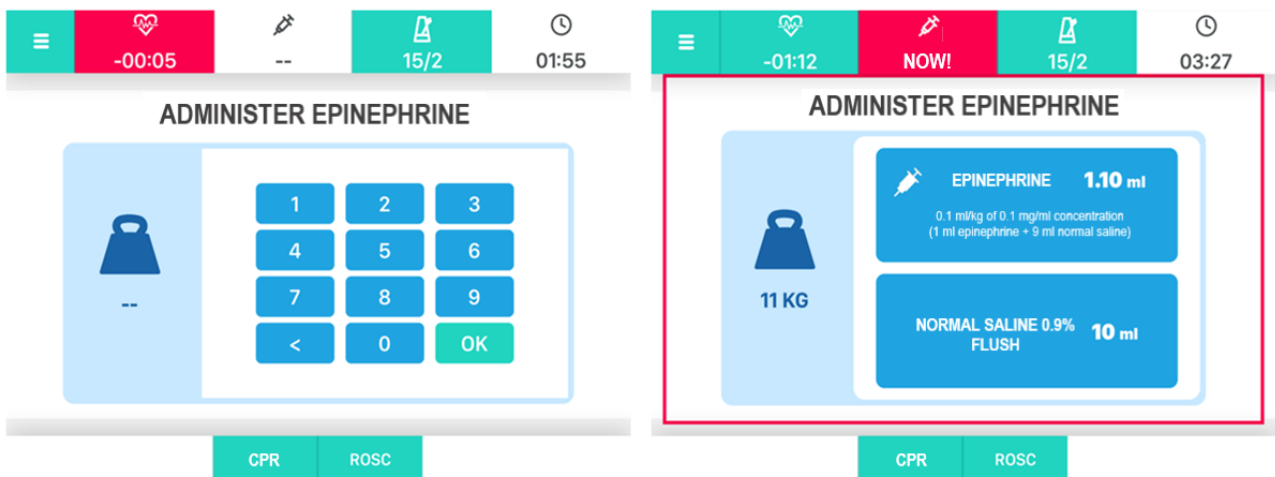 -00:05 -- 15/2 01:55
ADMINISTER EPINEPHRINE
1 2 3
4 5 6
7 8 9
< 0 OK
--
CPR ROSC
-01:12 NOW! 15/2 03:27
ADMINISTER EPINEPHRINE
EPINEPHRINE 1.10 ml
0.1 ml/kg of 0.1 mg/ml concentration
(1 ml epinephrine + 9 ml normal saline)
11 KG
NORMAL SALINE 0.9% 10 ml
FLUSH
CPR ROSC